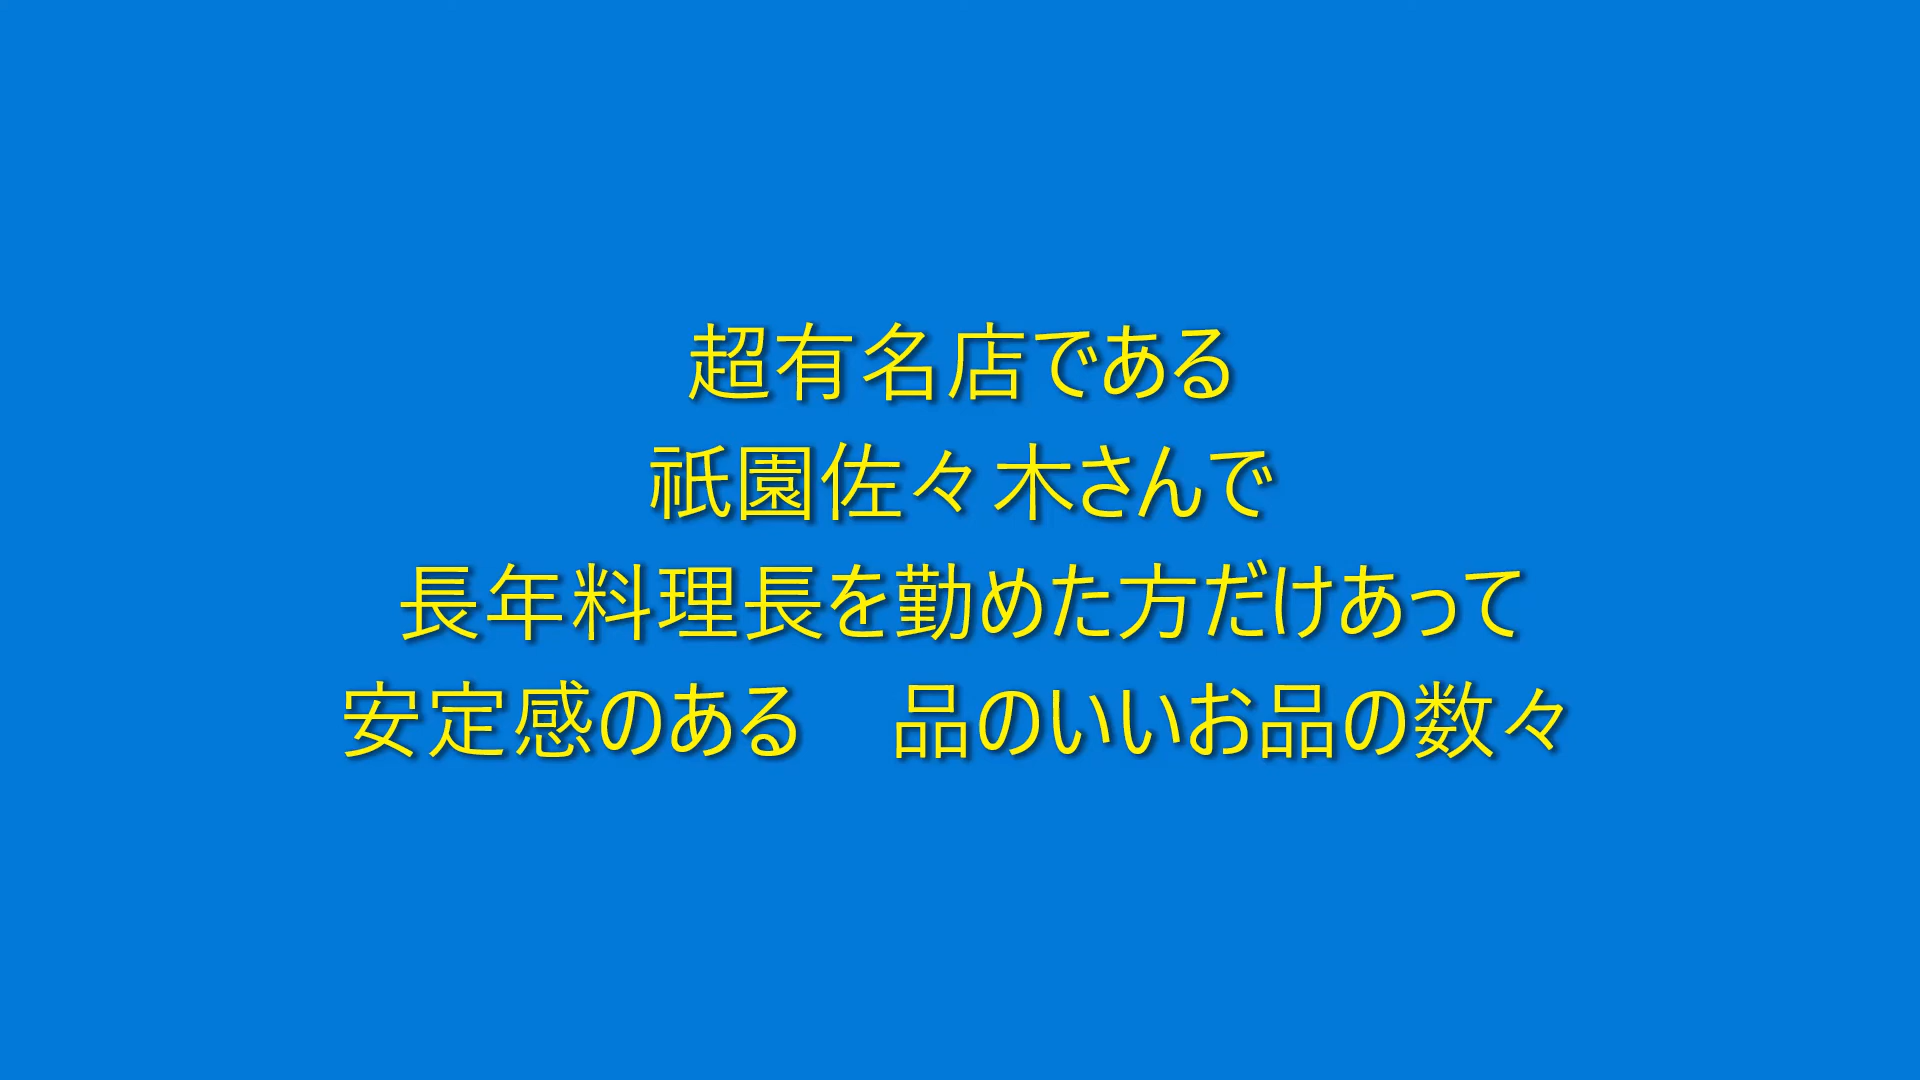 超有名店である
祇園佐々木さんで
長年料理長を勤めた方だけあって
安定感のある　品のいいお品の数々